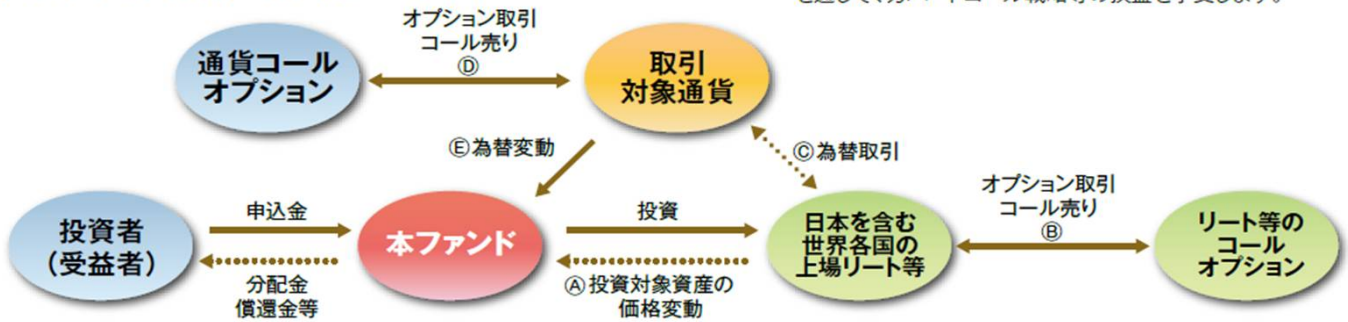 オプション取引
コール売り
Ⓓ
通貨コール
オプション
取引
対象通貨
Ⓔ為替変動
Ⓒ為替取引
オプション取引
コール売り
Ⓑ
投資者
（受益者）
申込金
分配金
償還金等
本ファンド
投資
Ⓐ投資対象資産の
価格変動
日本を含む
世界各国の
上場リート等
リート等の
コール
オプション